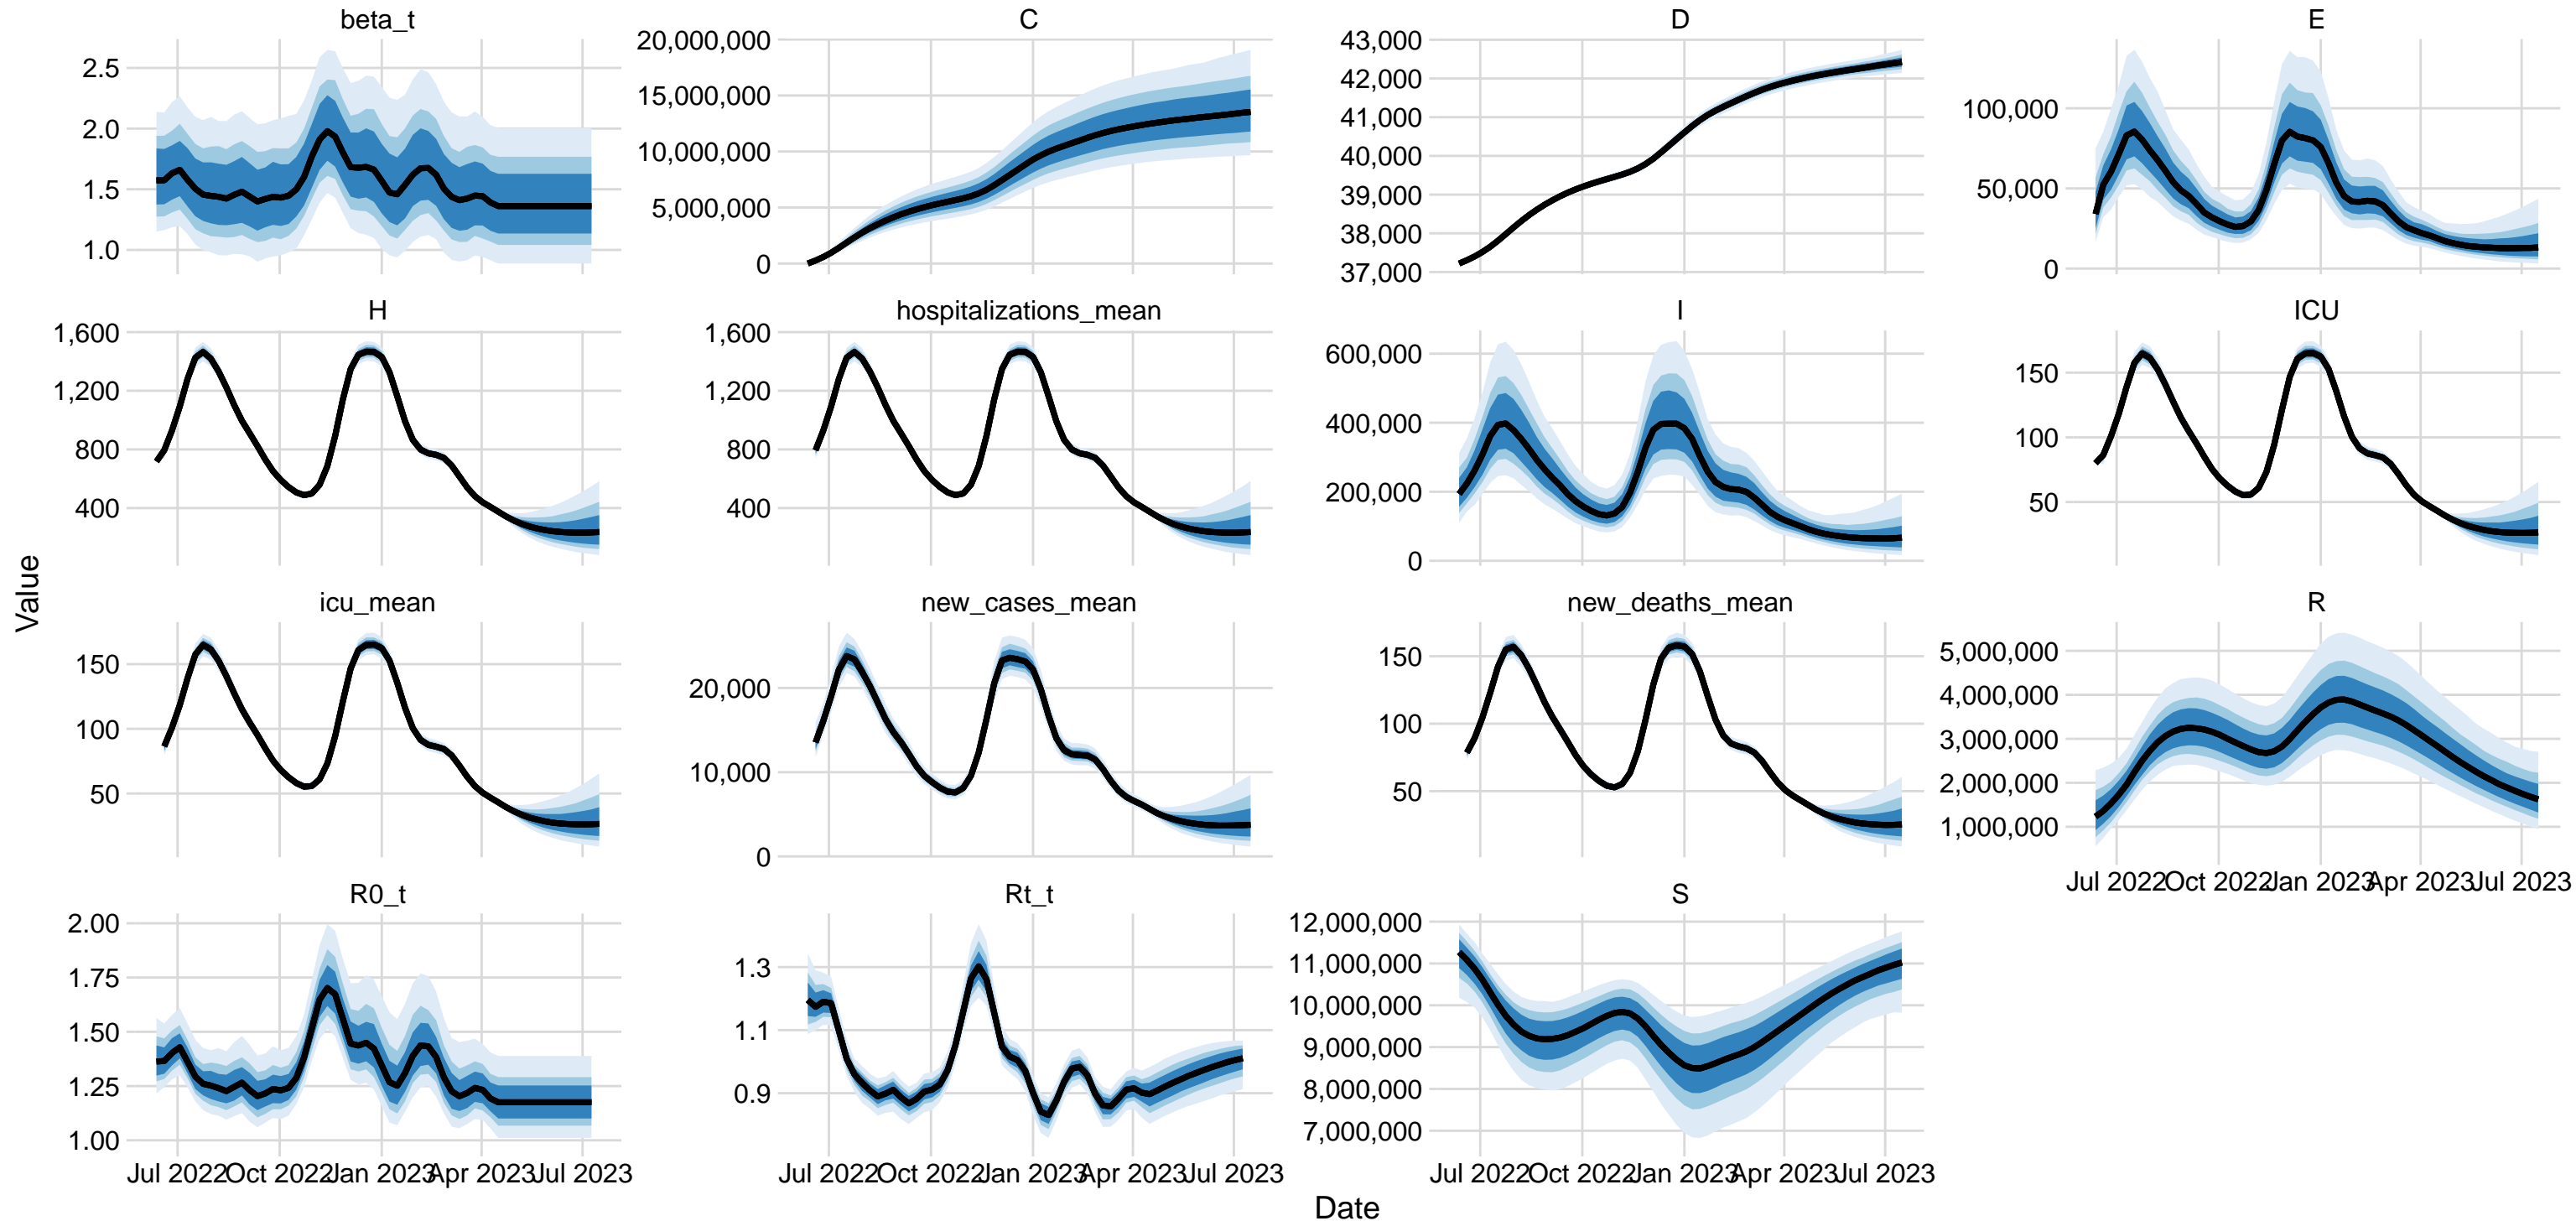 beta_t
C
D
E
2.5
2.0
1.5
1.0
20,000,000
15,000,000
10,000,000
5,000,000
0
43,000
42,000
41,000
40,000
39,000
38,000
37,000
100,000
50,000
0
H
hospitalizations_mean
I
ICU
1,600
1,200
800
400
1,600
1,200
800
400
600,000
400,000
200,000
0
150
100
50
Value
icu_mean
new_cases_mean
new_deaths_mean
R
150
100
50
20,000
10,000
0
150
100
50
5,000,000
4,000,000
3,000,000
2,000,000
1,000,000
Jul 2022 Oct 2022 Jan 2023 Apr 2023 Jul 2023
R0_t
Rt_t
S
2.00
1.75
1.50
1.25
1.00
1.3
1.1
0.9
12,000,000
11,000,000
10,000,000
9,000,000
8,000,000
7,000,000
Jul 2022 Oct 2022 Jan 2023 Apr 2023 Jul 2023
Jul 2022 Oct 2022 Jan 2023 Apr 2023 Jul 2023
Jul 2022 Oct 2022 Jan 2023 Apr 2023 Jul 2023
Date